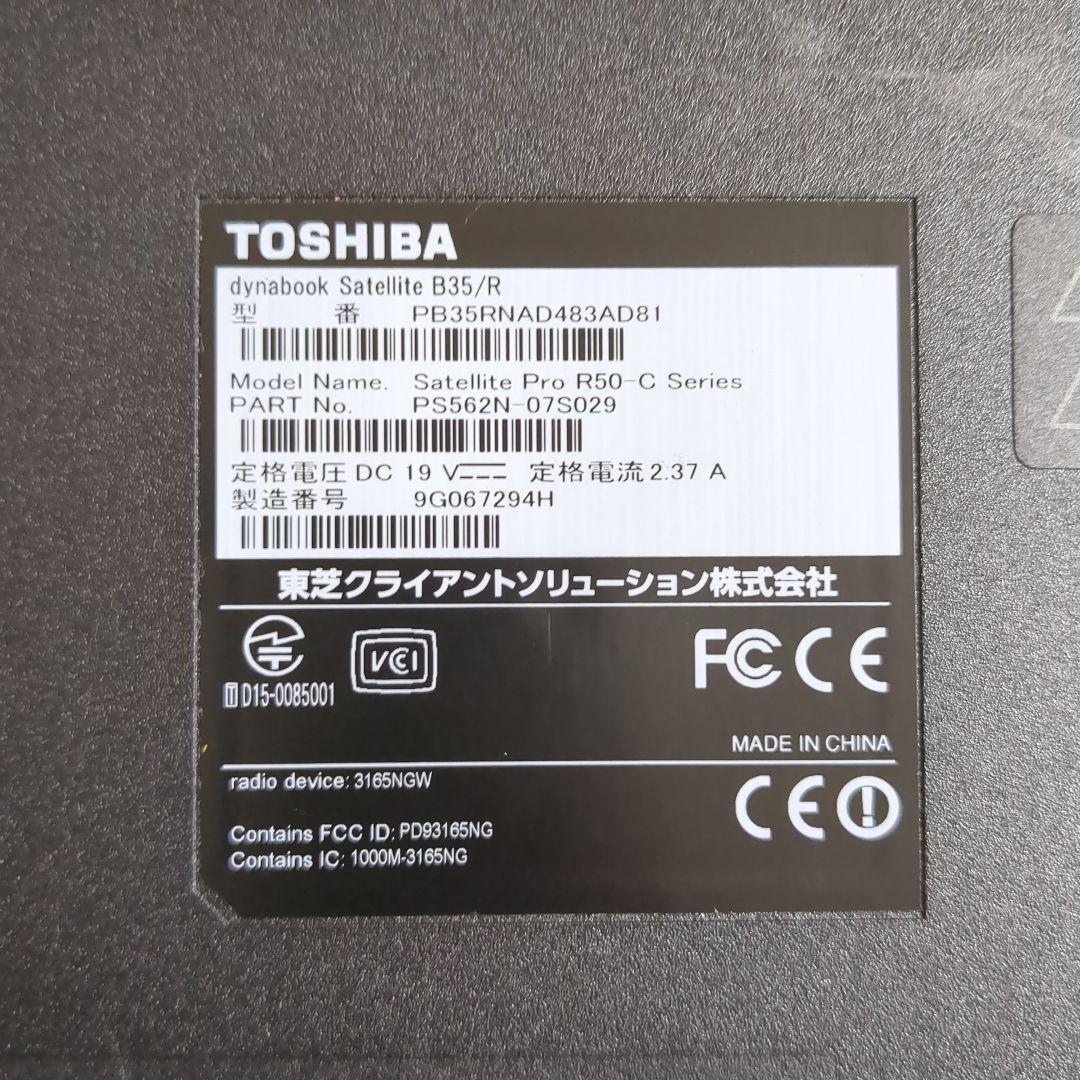 TOSHIBA
dynabook Satellite B35/R
型 番 PB35RNAD483AD81
Model Name. Satellite Pro R50-C Series
PART No. PS562N-07S029
定格電圧 DC 19 V 定格電流 2.37 A
製造番号 9G067294H
東芝クライアントソリューション株式会社
VCI FC CE
T D15-0085001
MADE IN CHINA
radio device: 3165NGW
CE !
Contains FCC ID: PD93165NG
Contains IC: 1000M-3165NG